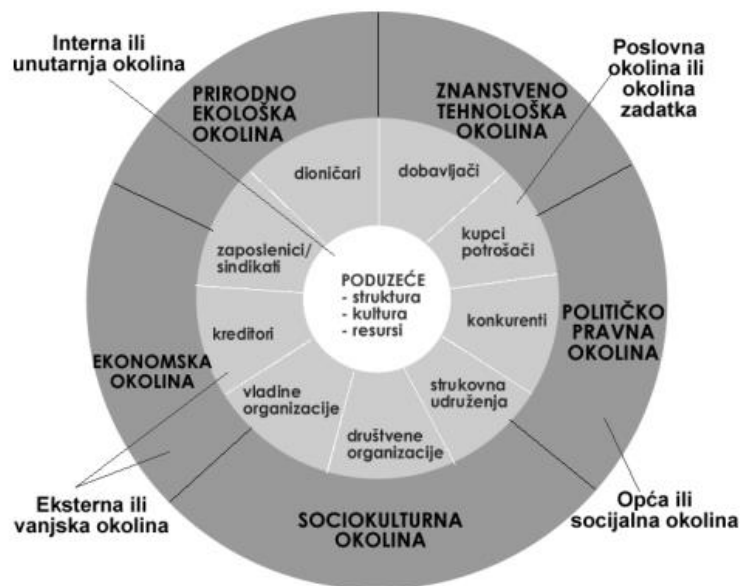 Interna ili
unutarnja okolina
Poslovna
okolina ili
okolina
zadatka
PRIRODNO
EKOLOŠKA
OKOLINA
ZNANSTVENO
TEHNOLOŠKA
OKOLINA
dioničari
dobavljači
zaposlenici/
sindikati
kupci
potrošači
PODUZEĆE
- struktura
- kultura
- resursi
kreditori
konkurenti
POLITIČKO
PRAVNA
OKOLINA
EKONOMSKA
OKOLINA
vladine
organizacije
strukovna
udruženja
društvene
organizacije
SOCIOKULTURNA
OKOLINA
Eksterna ili
vanjska okolina
Opća ili
socijalna okolina